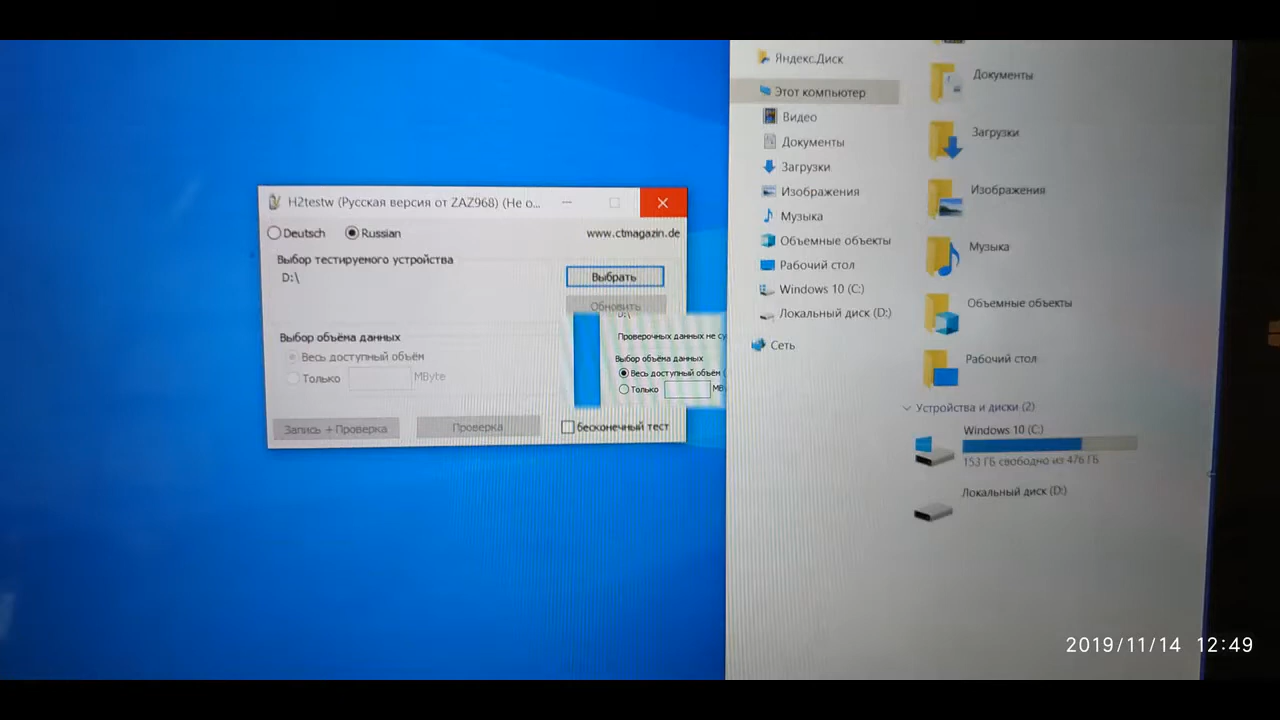 H2testw (Русская версия от ZAZ968) (Не о...
Deutsch
Russian
www.ctmagazin.de
Выбор тестируемого устройства
D:\
Выбрать
Обновить
Выбор объёма данных
Весь доступный объём
Только
MByte
Запись + Проверка
Проверка
бесконечный тест
D:\
Проверочных данных не су
Выбор объёма данных
Весь доступный объём (
Только
MB
Яндекс.Диск
Этот компьютер
Видео
Документы
Загрузки
Изображения
Музыка
Объемные объекты
Рабочий стол
Windows 10 (C:)
Локальный диск (D:)
Сеть
Документы
Загрузки
Изображения
Музыка
Объемные объекты
Рабочий стол
Устройства и диски (2)
Windows 10 (C:)
153 ГБ свободно из 476 ГБ
Локальный диск (D:)
2019/11/14 12:49